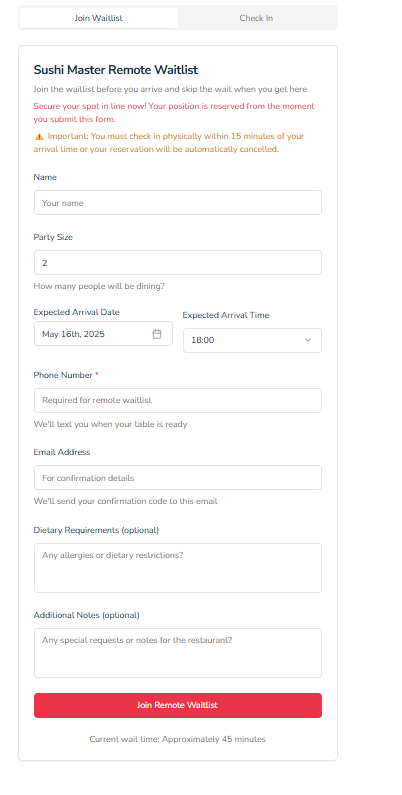 Join Waitlist
Check In
Sushi Master Remote Waitlist
Join the waitlist before you arrive and skip the wait when you get here
Secure your spot in line now! Your position is reserved from the moment
you submit this form.
⚠️ Important: You must check in physically within 15 minutes of your
arrival time or your reservation will be automatically cancelled.
Name
Your name
Party Size
2
How many people will be dining?
Expected Arrival Date
Expected Arrival Time
May 16th, 2025
18:00
Phone Number *
Required for remote waitlist
We'll text you when your table is ready
Email Address
For confirmation details
We'll send your confirmation code to this email
Dietary Requirements (optional)
Any allergies or dietary restrictions?
Additional Notes (optional)
Any special requests or notes for the restaurant?
Join Remote Waitlist
Current wait time: Approximately 45 minutes